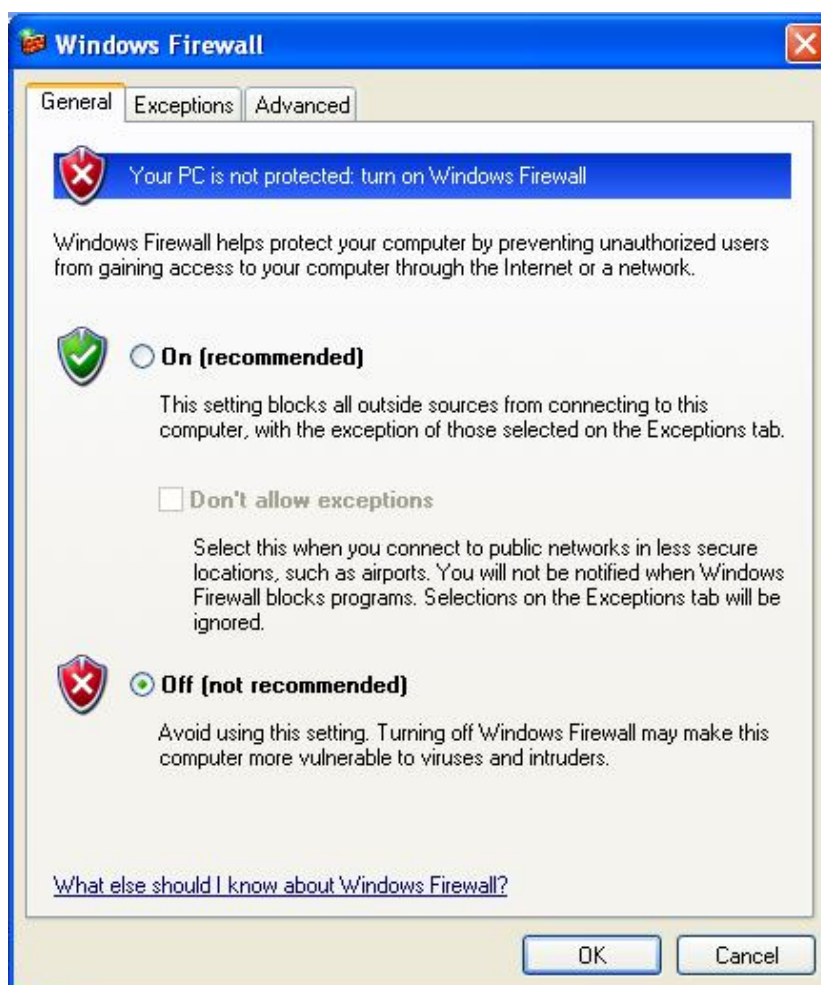 Windows Firewall
General Exceptions Advanced
Your PC is not protected: turn on Windows Firewall
Windows Firewall helps protect your computer by preventing unauthorized users
from gaining access to your computer through the Internet or a network.
On (recommended)
This setting blocks all outside sources from connecting to this
computer, with the exception of those selected on the Exceptions tab.
Don't allow exceptions
Select this when you connect to public networks in less secure
locations, such as airports. You will not be notified when Windows
Firewall blocks programs. Selections on the Exceptions tab will be
ignored.
Off (not recommended)
Avoid using this setting. Turning off Windows Firewall may make this
computer more vulnerable to viruses and intruders.
What else should I know about Windows Firewall?
OK Cancel